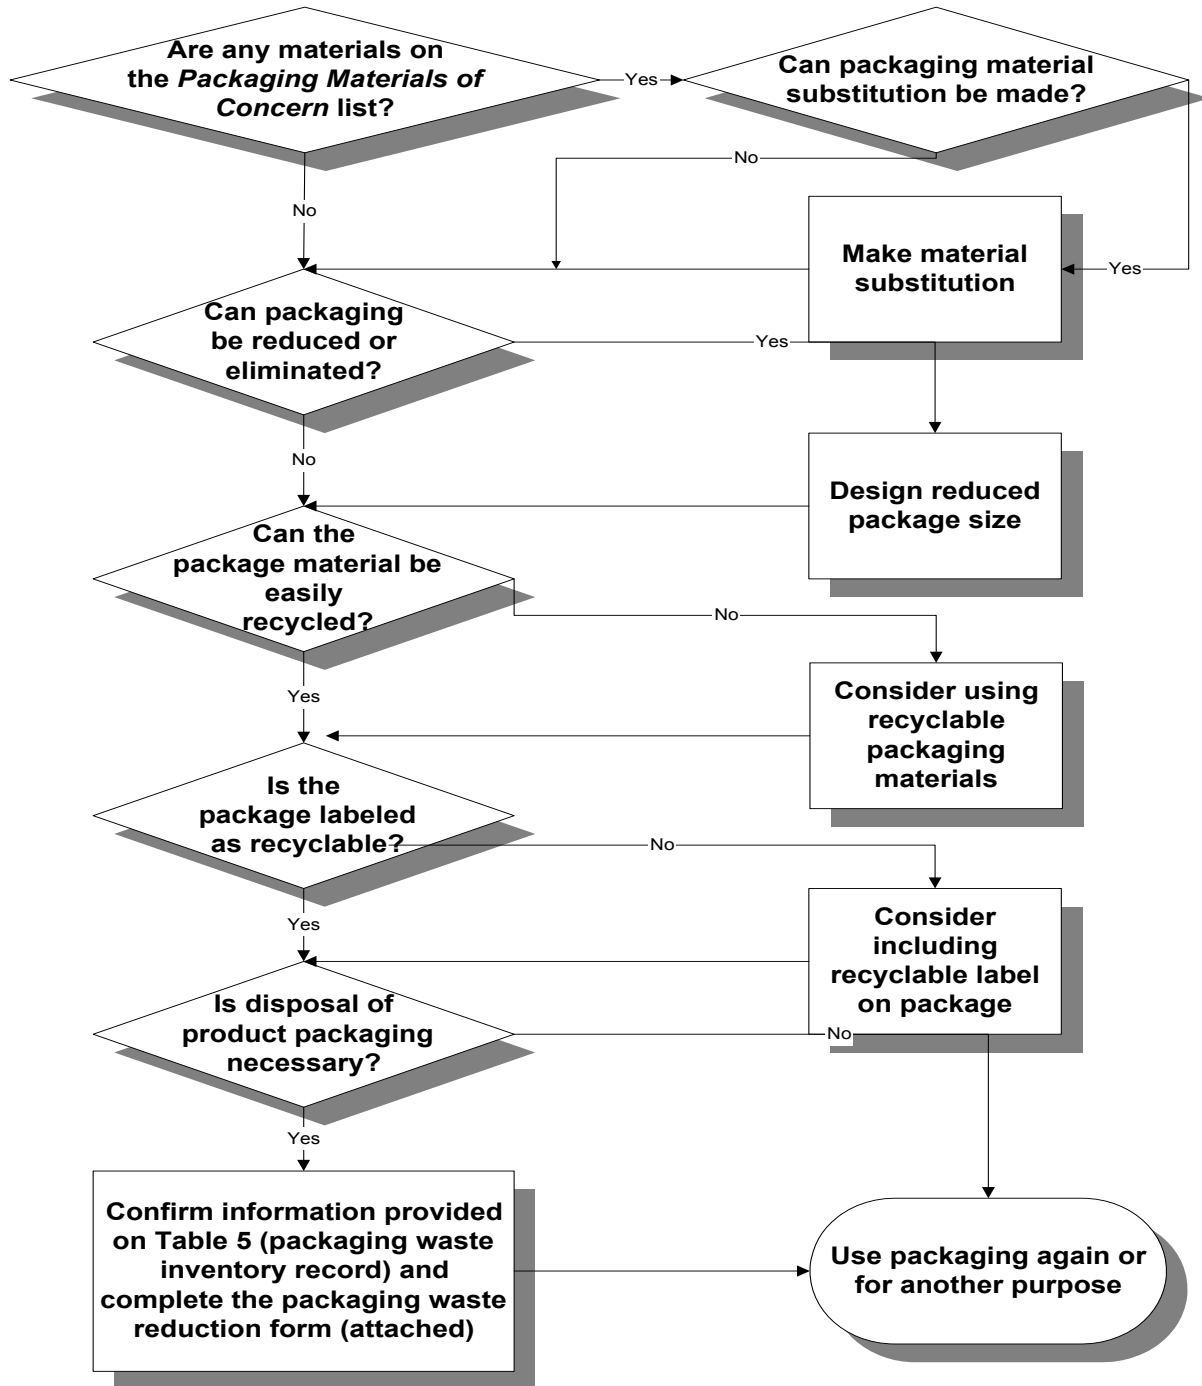 Are any materials on
the Packaging Materials of
Concern list?
Yes
Can packaging material
substitution be made?
No
No
Make material
substitution
Yes
Can packaging
be reduced or
eliminated?
Yes
No
Design reduced
package size
Can the
package material be
easily
recycled?
No
Yes
Consider using
recyclable
packaging
materials
Is the
package labeled
as recyclable?
No
Yes
Consider
including
recyclable label
on package
Is disposal of
product packaging
necessary?
No
Yes
Confirm information provided
on Table 5 (packaging waste
inventory record) and
complete the packaging waste
reduction form (attached)
Use packaging again or
for another purpose